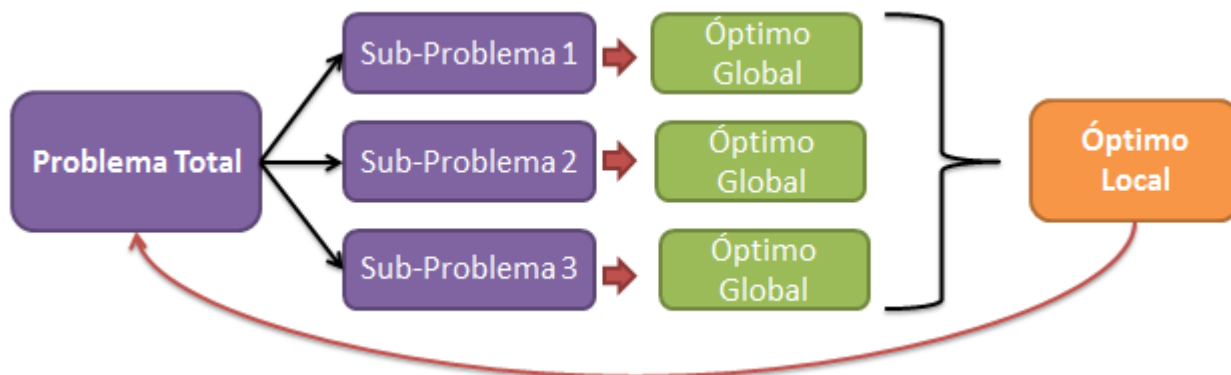 Problema Total
Sub-Problema 1
Óptimo
Global
Sub-Problema 2
Óptimo
Global
Sub-Problema 3
Óptimo
Global
Óptimo
Local